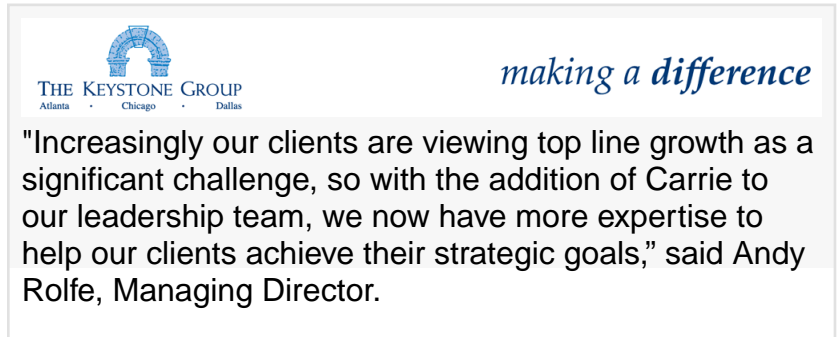 THE KEYSTONE GROUP
Atlanta · Chicago · Dallas
making a difference
"Increasingly our clients are viewing top line growth as a
significant challenge, so with the addition of Carrie to
our leadership team, we now have more expertise to
help our clients achieve their strategic goals,” said Andy
Rolfe, Managing Director.